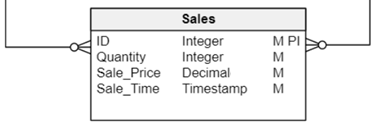 Sales
ID Integer M PI
Quantity Integer M
Sale_Price Decimal M
Sale_Time Timestamp M